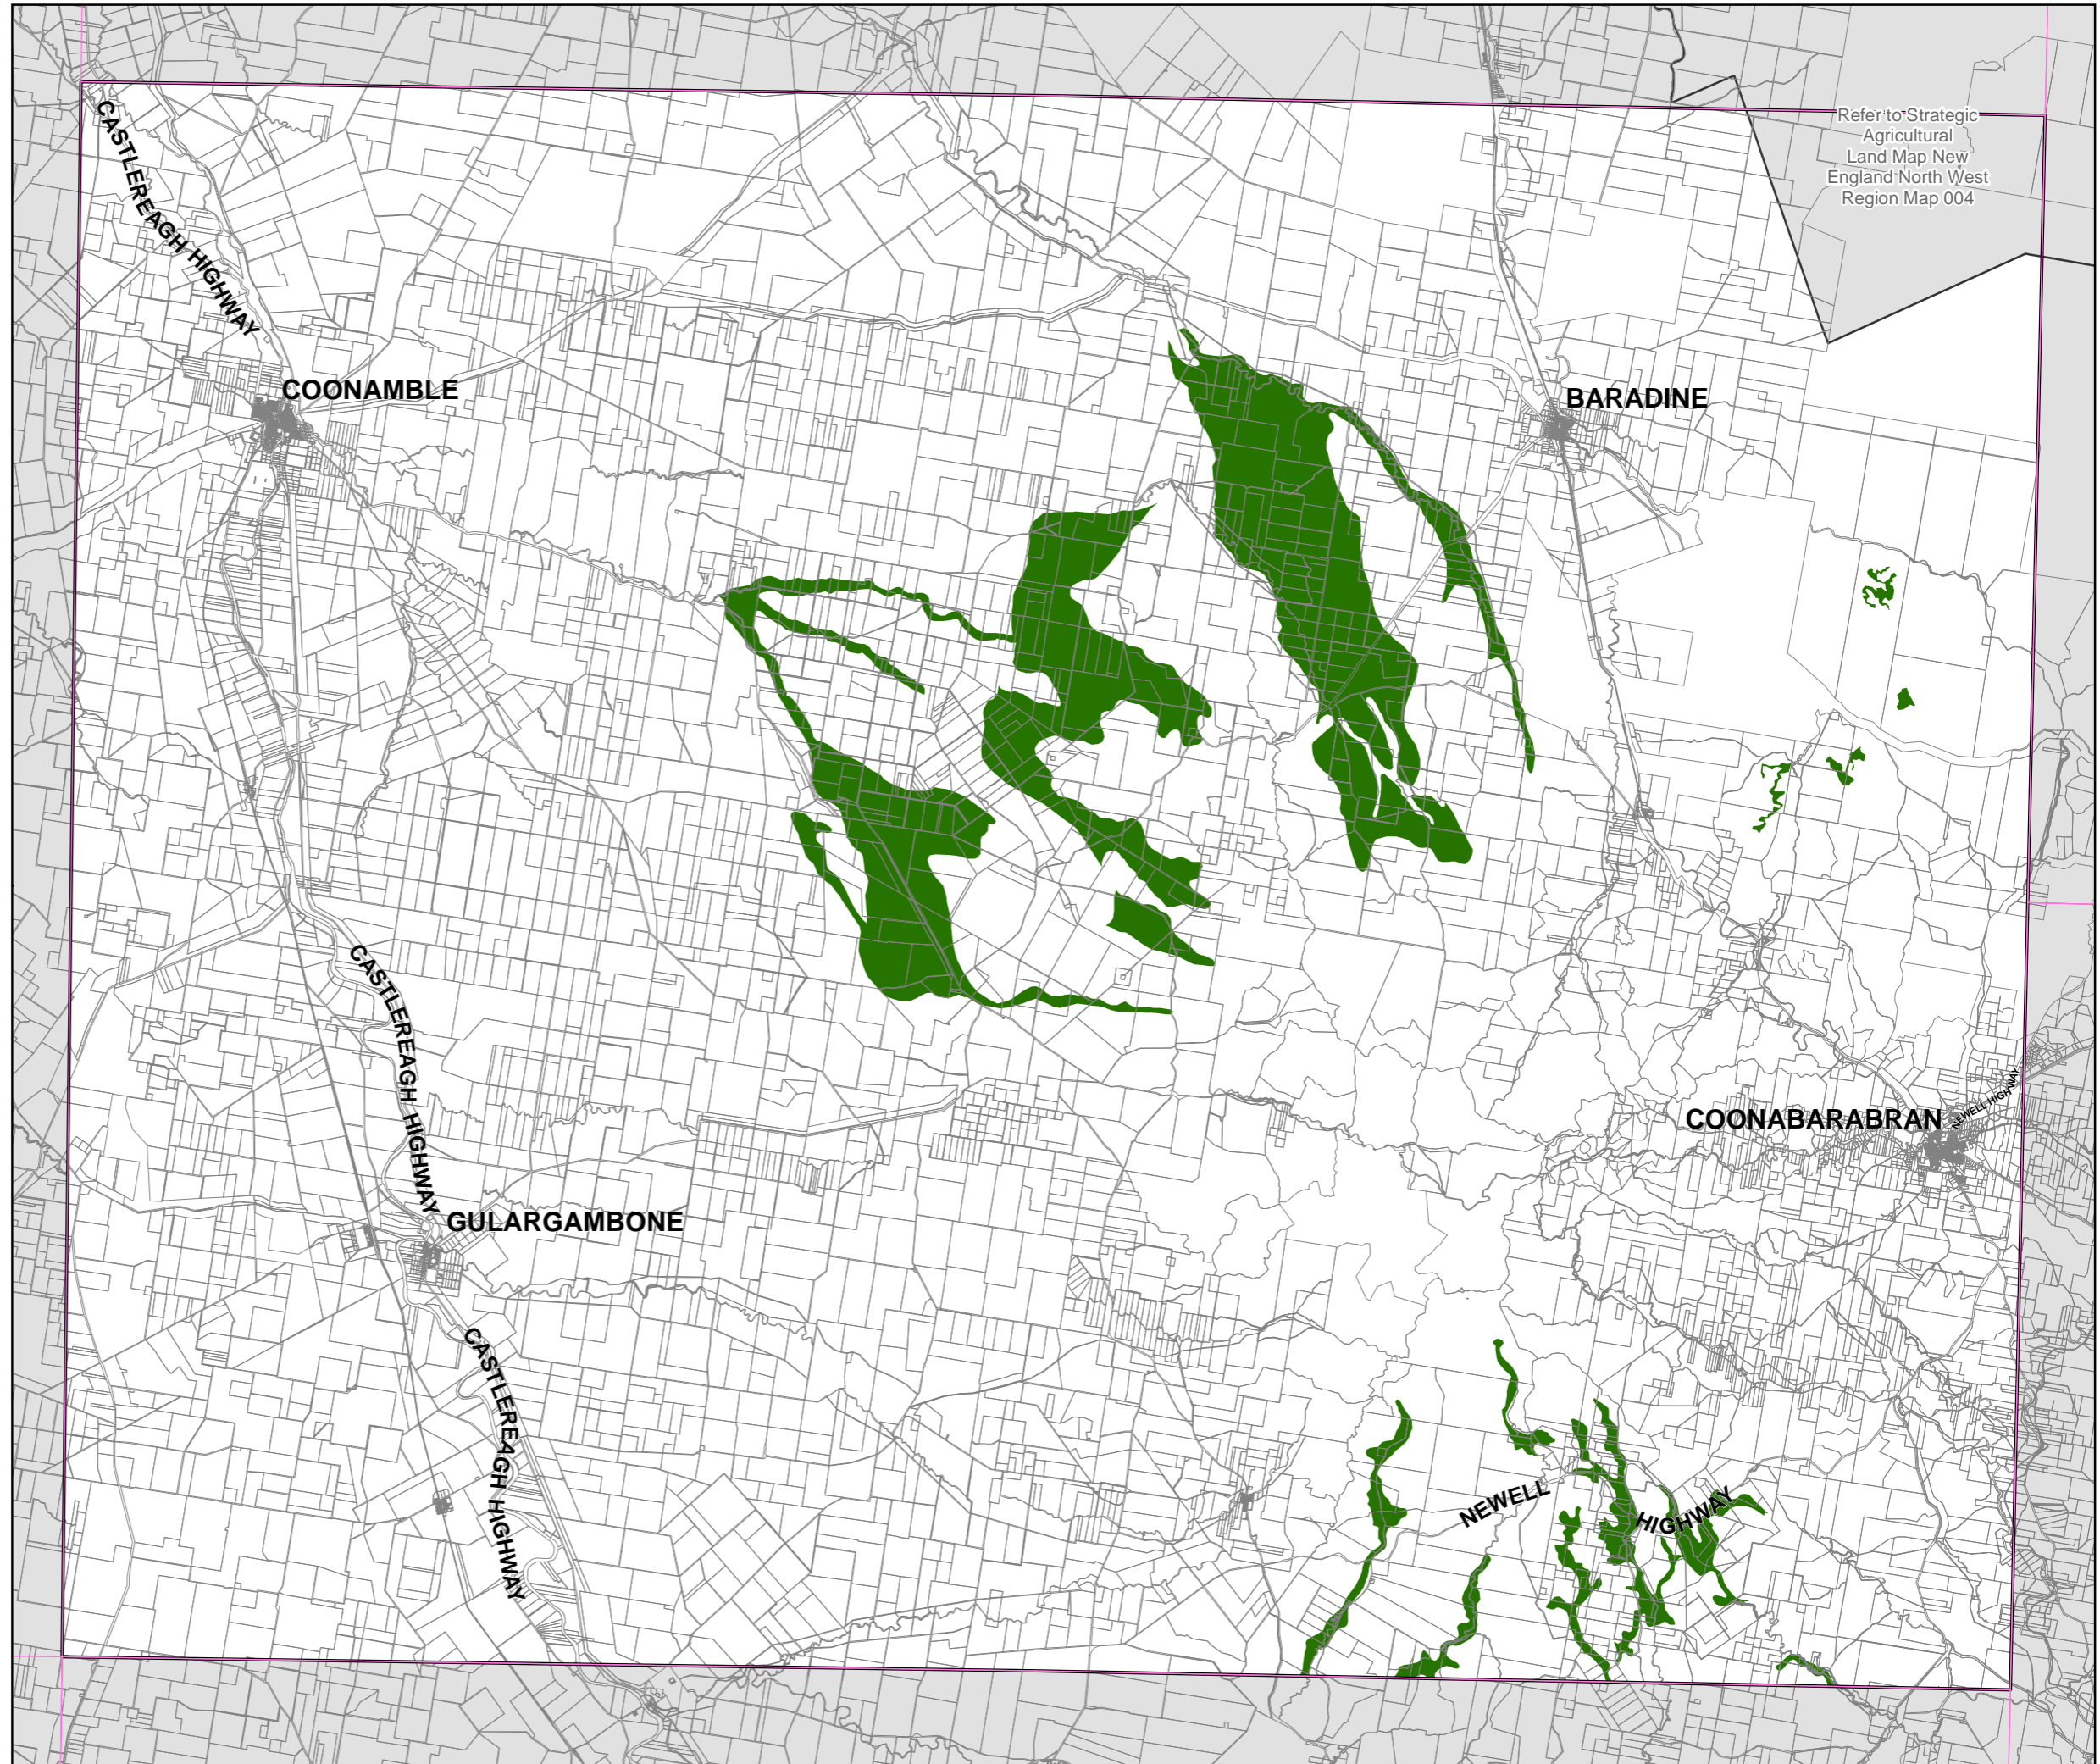 Refer to Strategic
Agricultural
Land Map New
England North West
Region Map 004
CASTLEREAGH HIGHWAY
COONAMBLE
BARADINE
CASTLEREAGH HIGHWAY
NEWELL HIGHWAY
COONABARABRAN
GULARGAMBONE
CASTLEREAGH HIGHWAY
NEWELL HIGHWAY